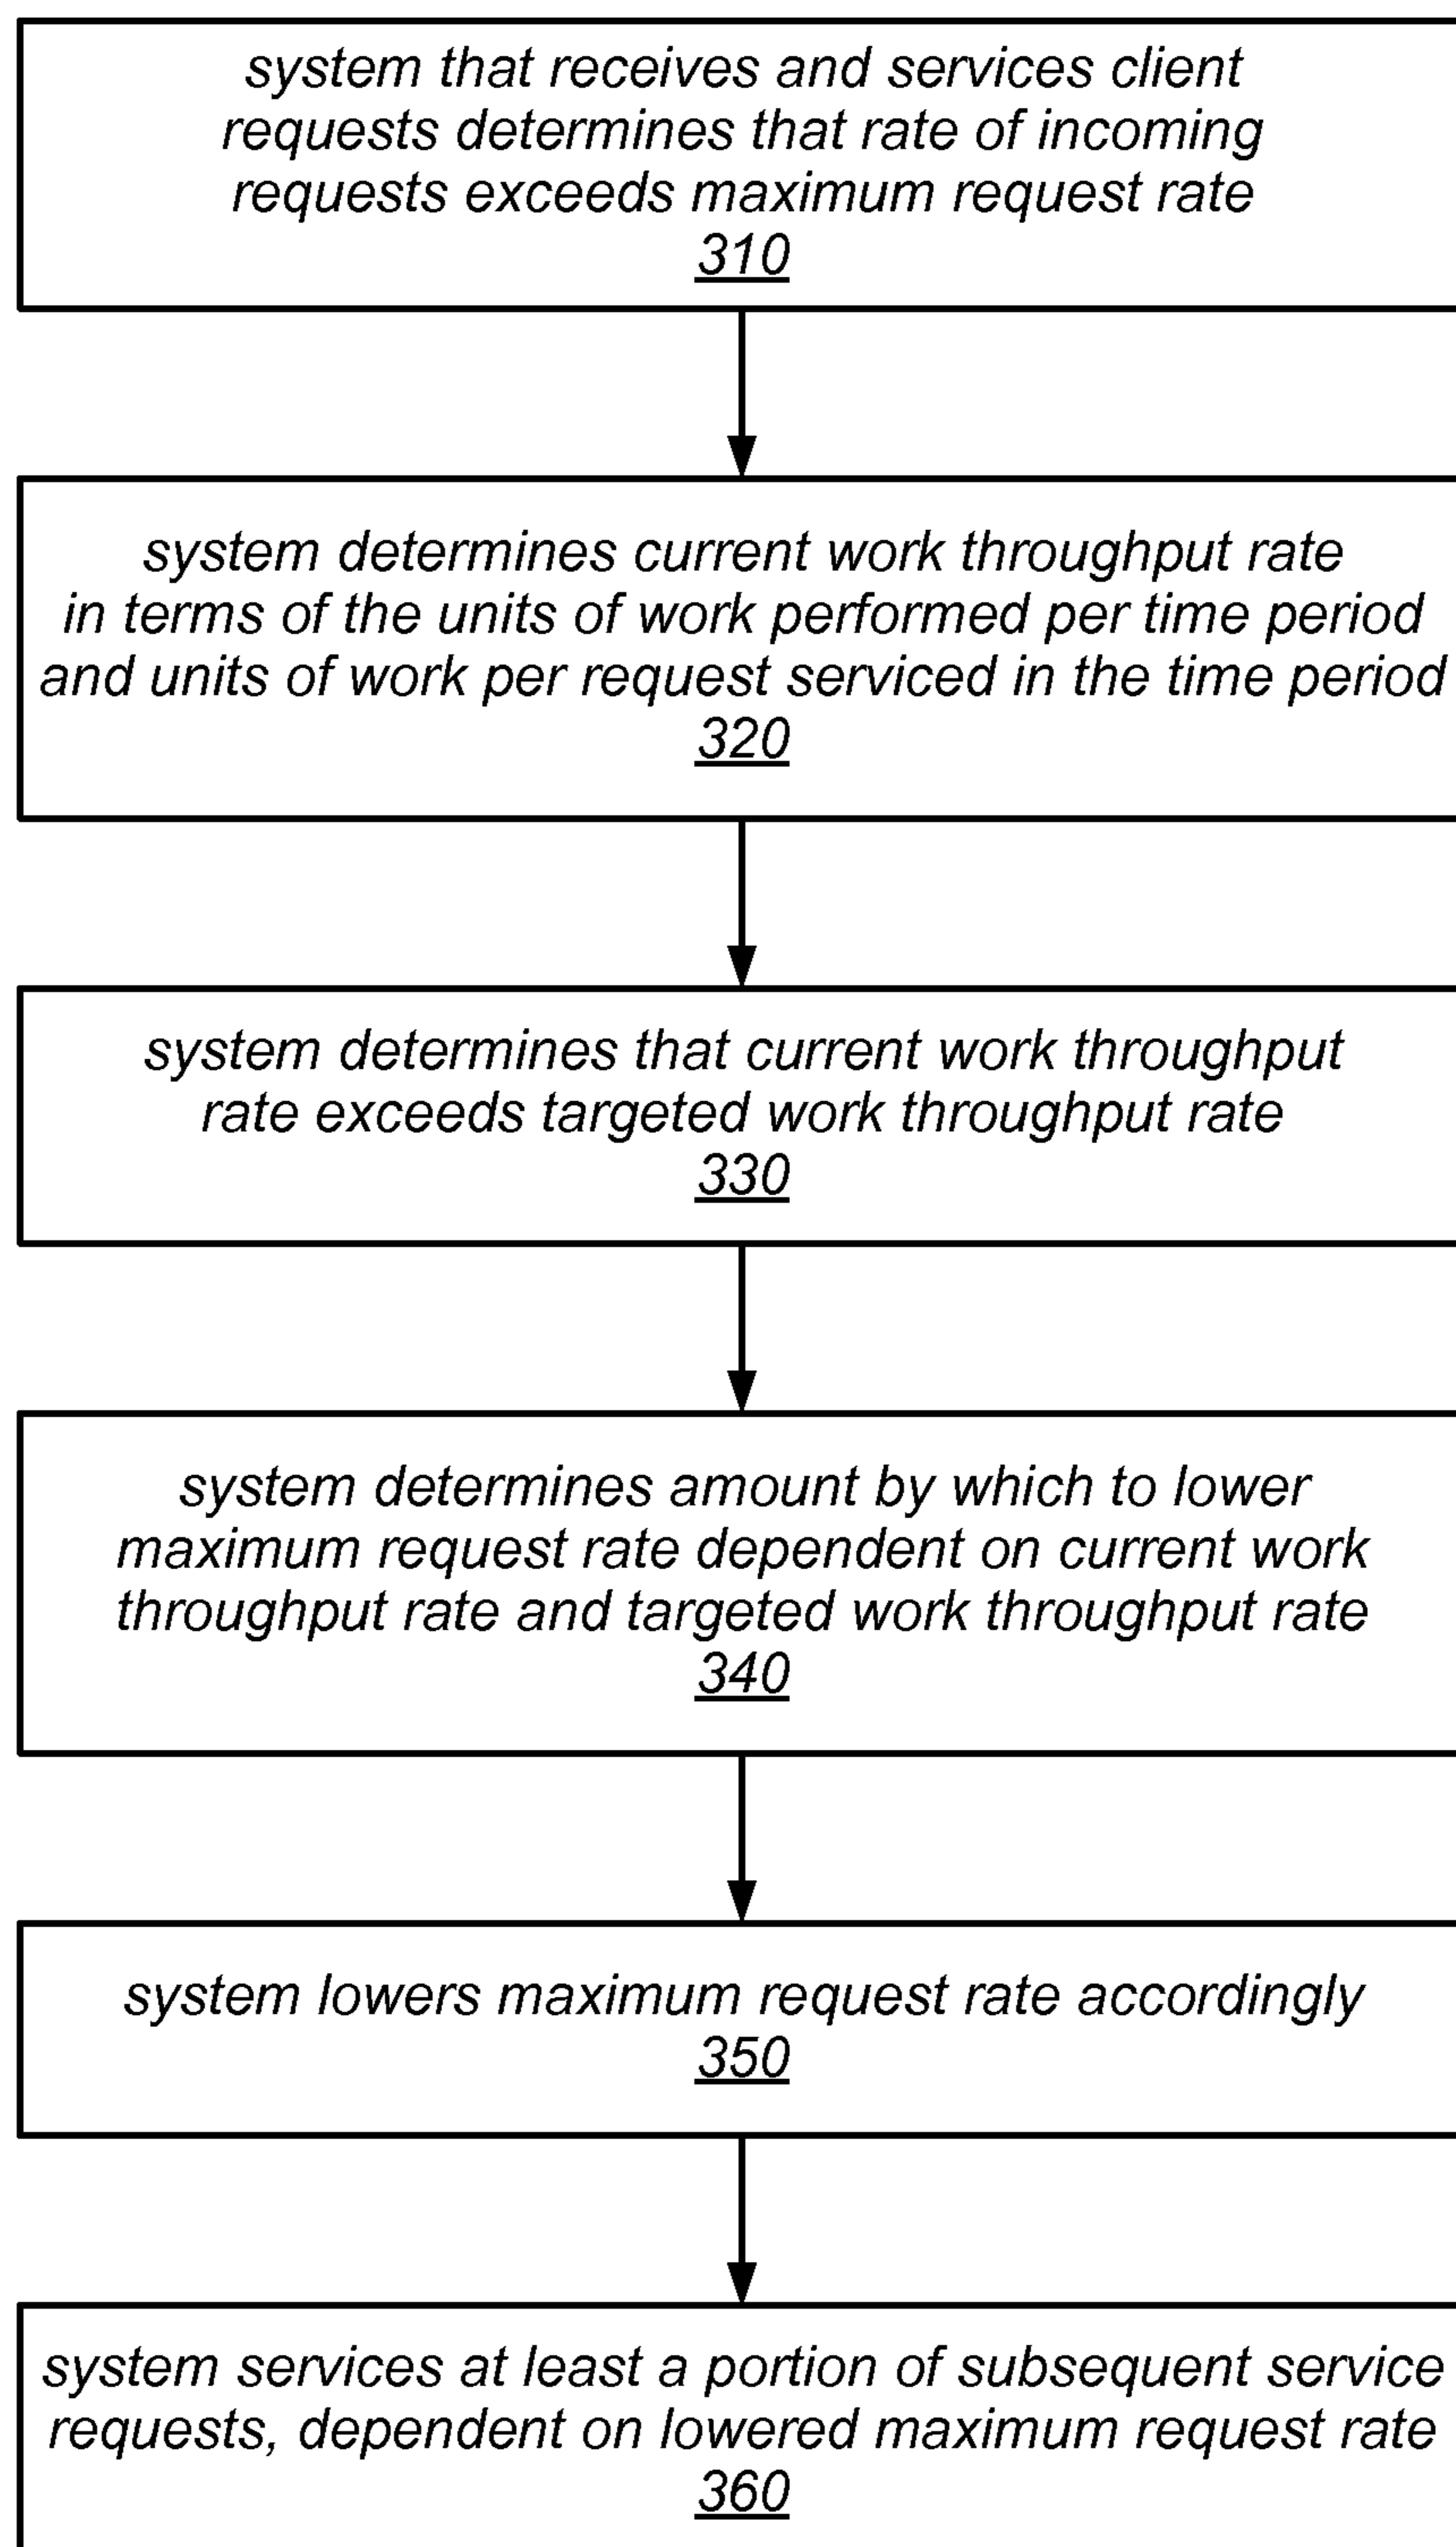 system that receives and services client
requests determines that rate of incoming
requests exceeds maximum request rate
310
system determines current work throughput rate
in terms of the units of work performed per time period
and units of work per request serviced in the time period
320
system determines that current work throughput
rate exceeds targeted work throughput rate
330
system determines amount by which to lower
maximum request rate dependent on current work
throughput rate and targeted work throughput rate
340
system lowers maximum request rate accordingly
350
system services at least a portion of subsequent service
requests, dependent on lowered maximum request rate
360